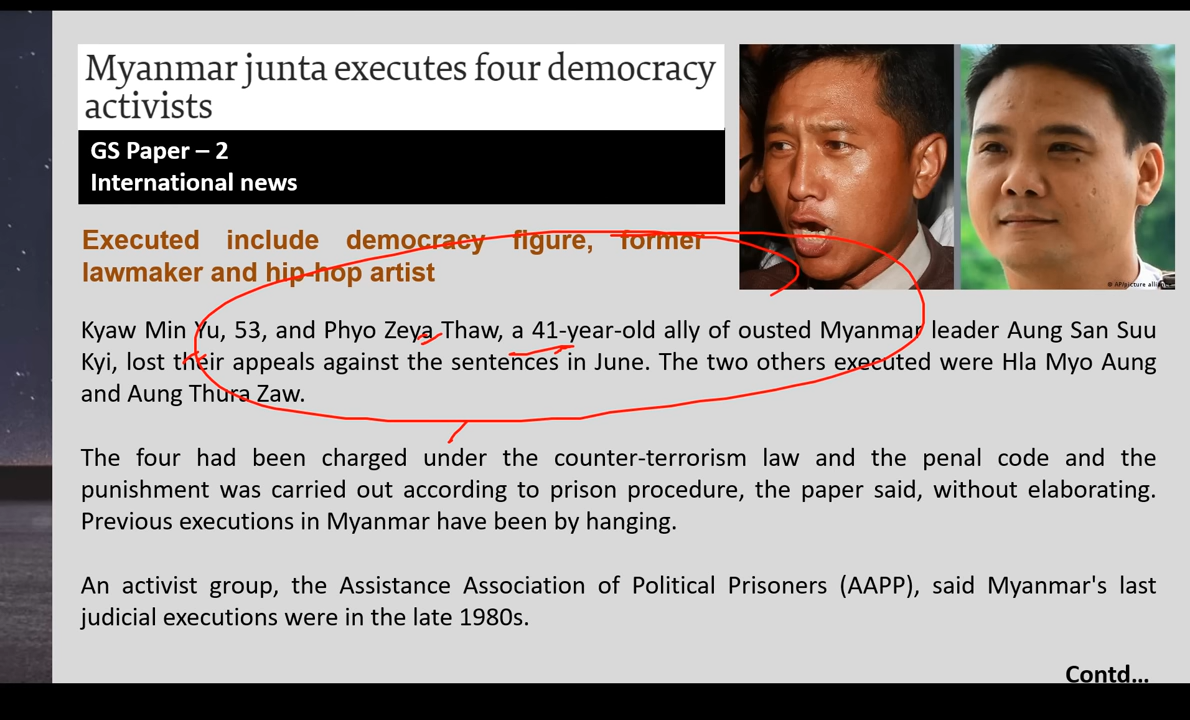 Myanmar junta executes four democracy
activists
GS Paper – 2
International news
Executed include democracy figure, former
lawmaker and hip-hop artist
© AP/picture
Kyaw Min Yu, 53, and Phyo Zeya Thaw, a 41-year-old ally of ousted Myanmar leader Aung San Suu
Kyi, lost their appeals against the sentences in June. The two others executed were Hla Myo Aung
and Aung Thura Zaw.
The four had been charged under the counter-terrorism law and the penal code and the
punishment was carried out according to prison procedure, the paper said, without elaborating.
Previous executions in Myanmar have been by hanging.
An activist group, the Assistance Association of Political Prisoners (AAPP), said Myanmar's last
judicial executions were in the late 1980s.
Contd...